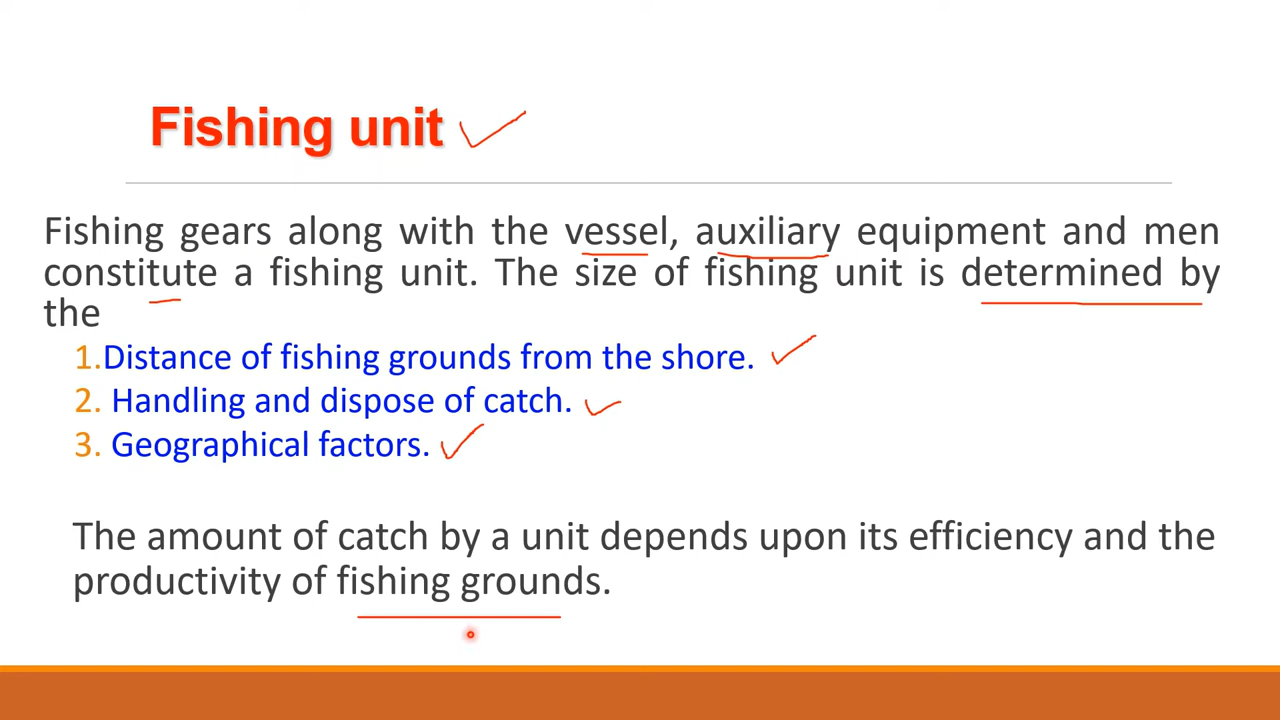 Fishing unit
Fishing gears along with the vessel, auxiliary equipment and men
constitute a fishing unit. The size of fishing unit is determined by
the
1.Distance of fishing grounds from the shore.
2. Handling and dispose of catch.
3. Geographical factors.
The amount of catch by a unit depends upon its efficiency and the
productivity of fishing grounds.